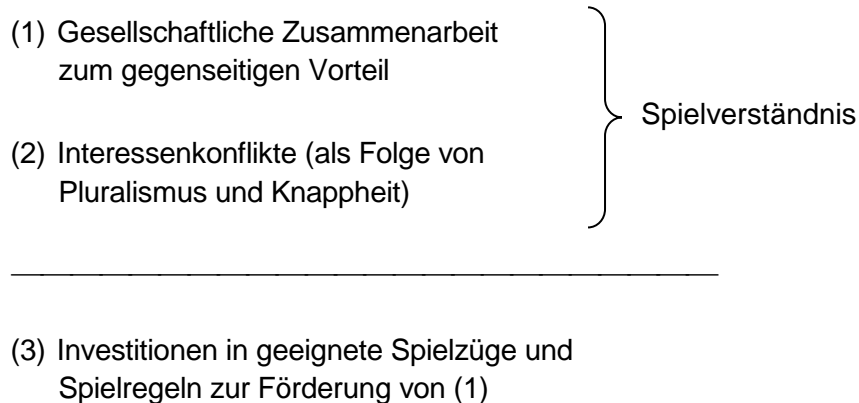 (1) Gesellschaftliche Zusammenarbeit
zum gegenseitigen Vorteil
Spielverständnis
(2) Interessenkonflikte (als Folge von
Pluralismus und Knappheit)
(3) Investitionen in geeignete Spielzüge und
Spielregeln zur Förderung von (1)